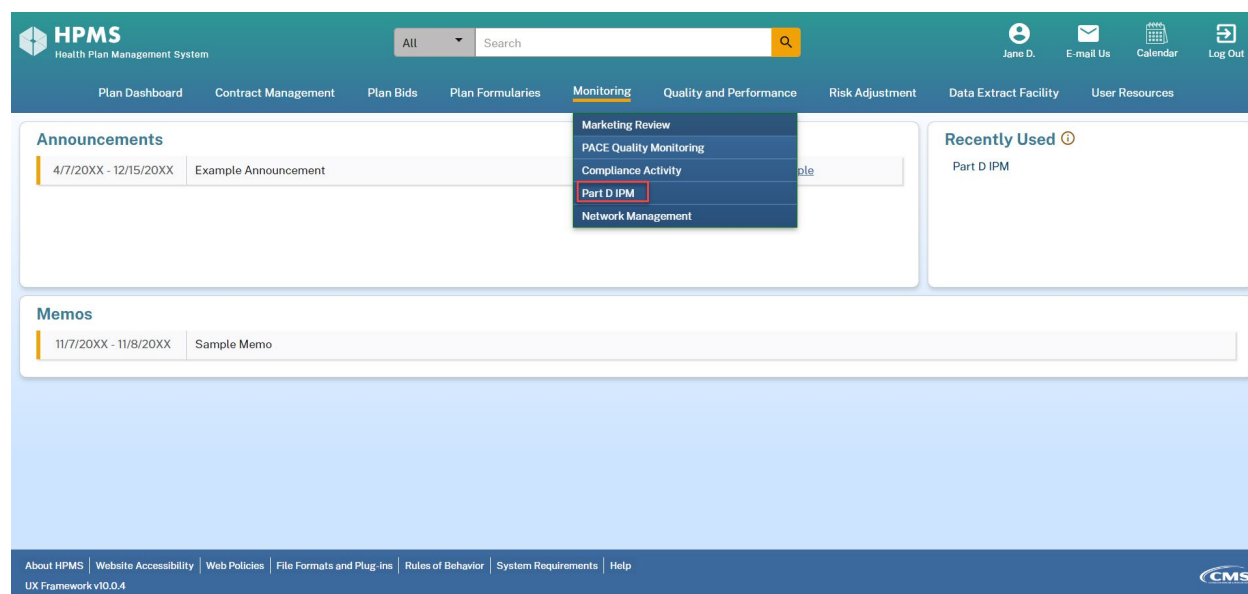 HPMS
Health Plan Management System
All
Search
Jane D.
E-mail Us
Calendar
Log Out
Plan Dashboard
Contract Management
Plan Bids
Plan Formularies
Monitoring
Quality and Performance
Risk Adjustment
Data Extract Facility
User Resources
Marketing Review
PACE Quality Monitoring
Compliance Activity
Part D IPM
Network Management
Announcements
4/7/20XX - 12/15/20XX Example Announcement ple
Recently Used
Part D IPM
Memos
11/7/20XX - 11/8/20XX Sample Memo
About HPMS | Website Accessibility | Web Policies | File Formats and Plug-ins | Rules of Behavior | System Requirements | Help
UX Framework v10.0.4
CMS